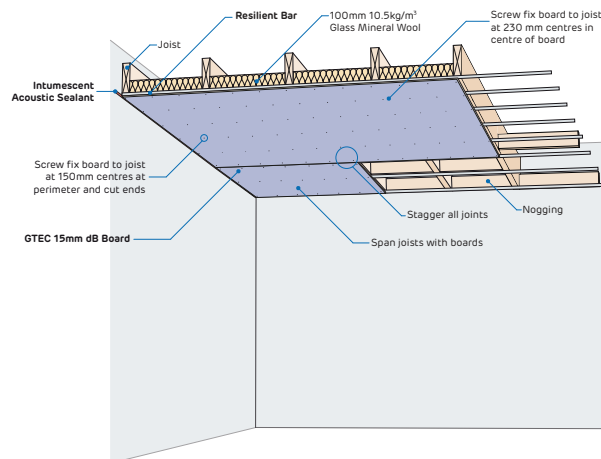 Resilient Bar
100mm 10.5kg/m³
Glass Mineral Wool
Screw fix board to joist
at 230 mm centres in
centre of board
Joist
Intumescent
Acoustic Sealant
Screw fix board to joist
at 150mm centres at
perimeter and cut ends
GTEC 15mm dB Board
Stagger all joints
Nogging
Span joists with boards